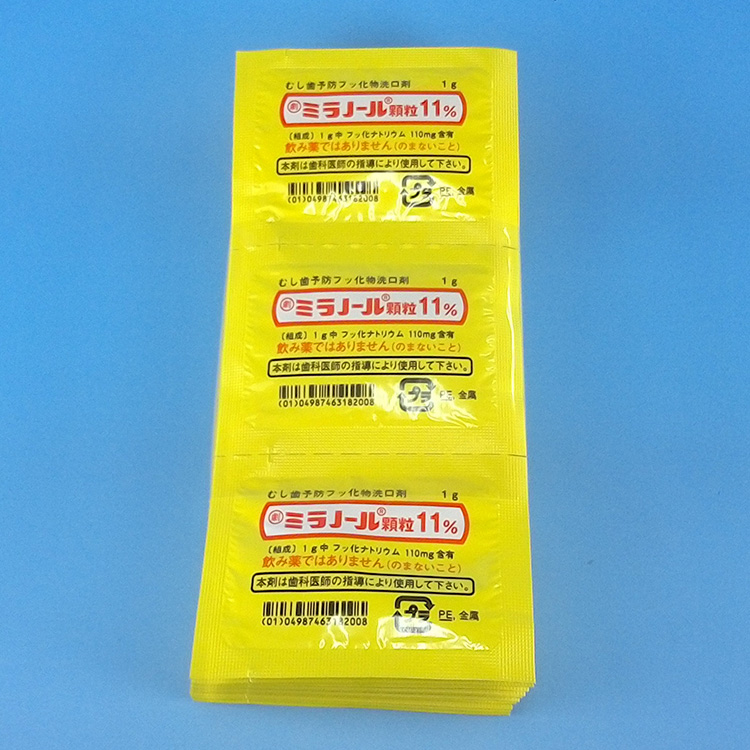 むし歯予防フッ化物洗口剤 1g
劇 ミラノール® 顆粒11%
〔組成〕1g中 フッ化ナトリウム 110mg含有
飲み薬ではありません(のまないこと)
本剤は歯科医師の指導により使用して下さい。
(01)04987463182008
プラ PE, 金属
むし歯予防フッ化物洗口剤 1g
劇 ミラノール® 顆粒11%
〔組成〕1g中 フッ化ナトリウム 110mg含有
飲み薬ではありません(のまないこと)
本剤は歯科医師の指導により使用して下さい。
(01)04987463182008
プラ PE, 金属
むし歯予防フッ化物洗口剤 1g
劇 ミラノール® 顆粒11%
〔組成〕1g中 フッ化ナトリウム 110mg含有
飲み薬ではありません(のまないこと)
本剤は歯科医師の指導により使用して下さい。
(01)04987463182008
プラ PE, 金属